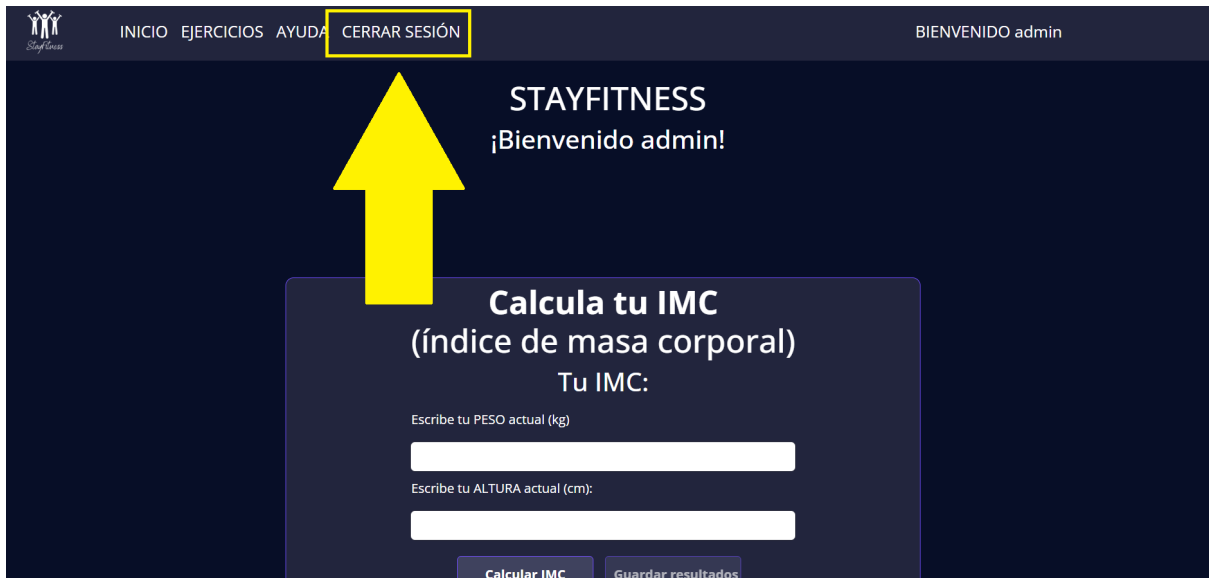 StayFitness
INICIO EJERCICIOS AYUDA CERRAR SESIÓN BIENVENIDO admin
STAYFITNESS
¡Bienvenido admin!
Calcula tu IMC
(índice de masa corporal)
Tu IMC:
Escribe tu PESO actual (kg)
Escribe tu ALTURA actual (cm):
Calcular IMC Guardar resultados